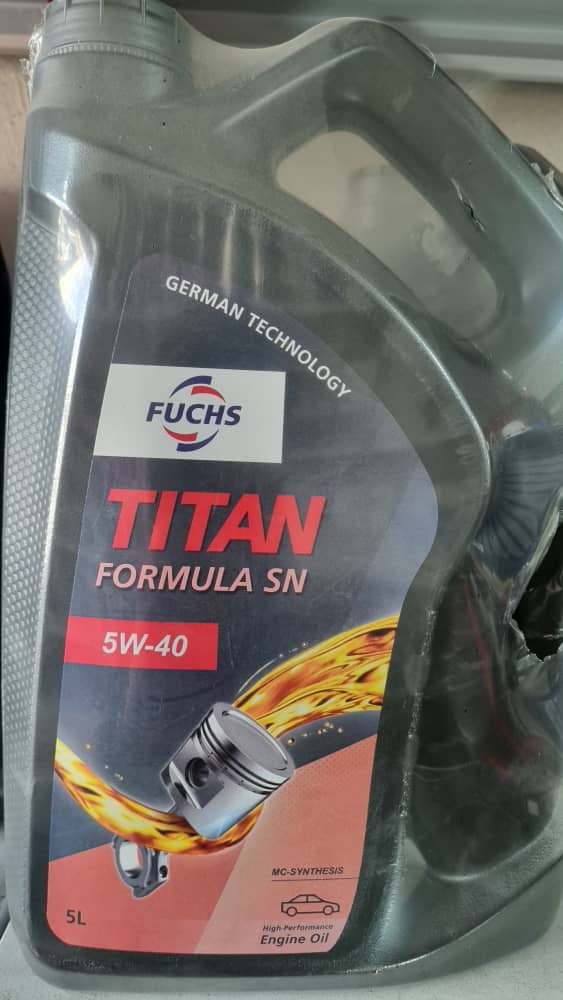 GERMAN TECHNOLOGY
FUCHS
TITAN
FORMULA SN
5W-40
MC-SYNTHESIS
5L
High-Performance
Engine Oil